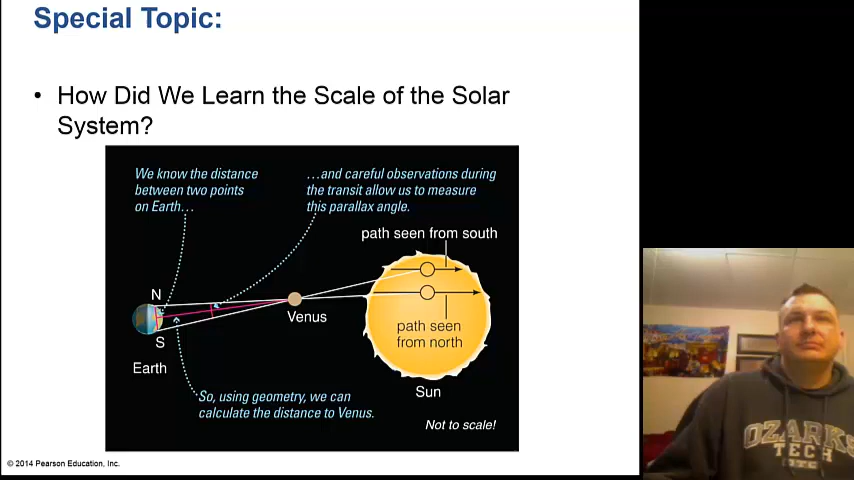 Special Topic:
• How Did We Learn the Scale of the Solar
System?
We know the distance
between two points
on Earth…
…and careful observations during
the transit allow us to measure
this parallax angle.
path seen from south
N
Venus
S
Earth
path seen
from north
Sun
So, using geometry, we can
calculate the distance to Venus.
Not to scale!
© 2014 Pearson Education, Inc.
OZARKS
TECH